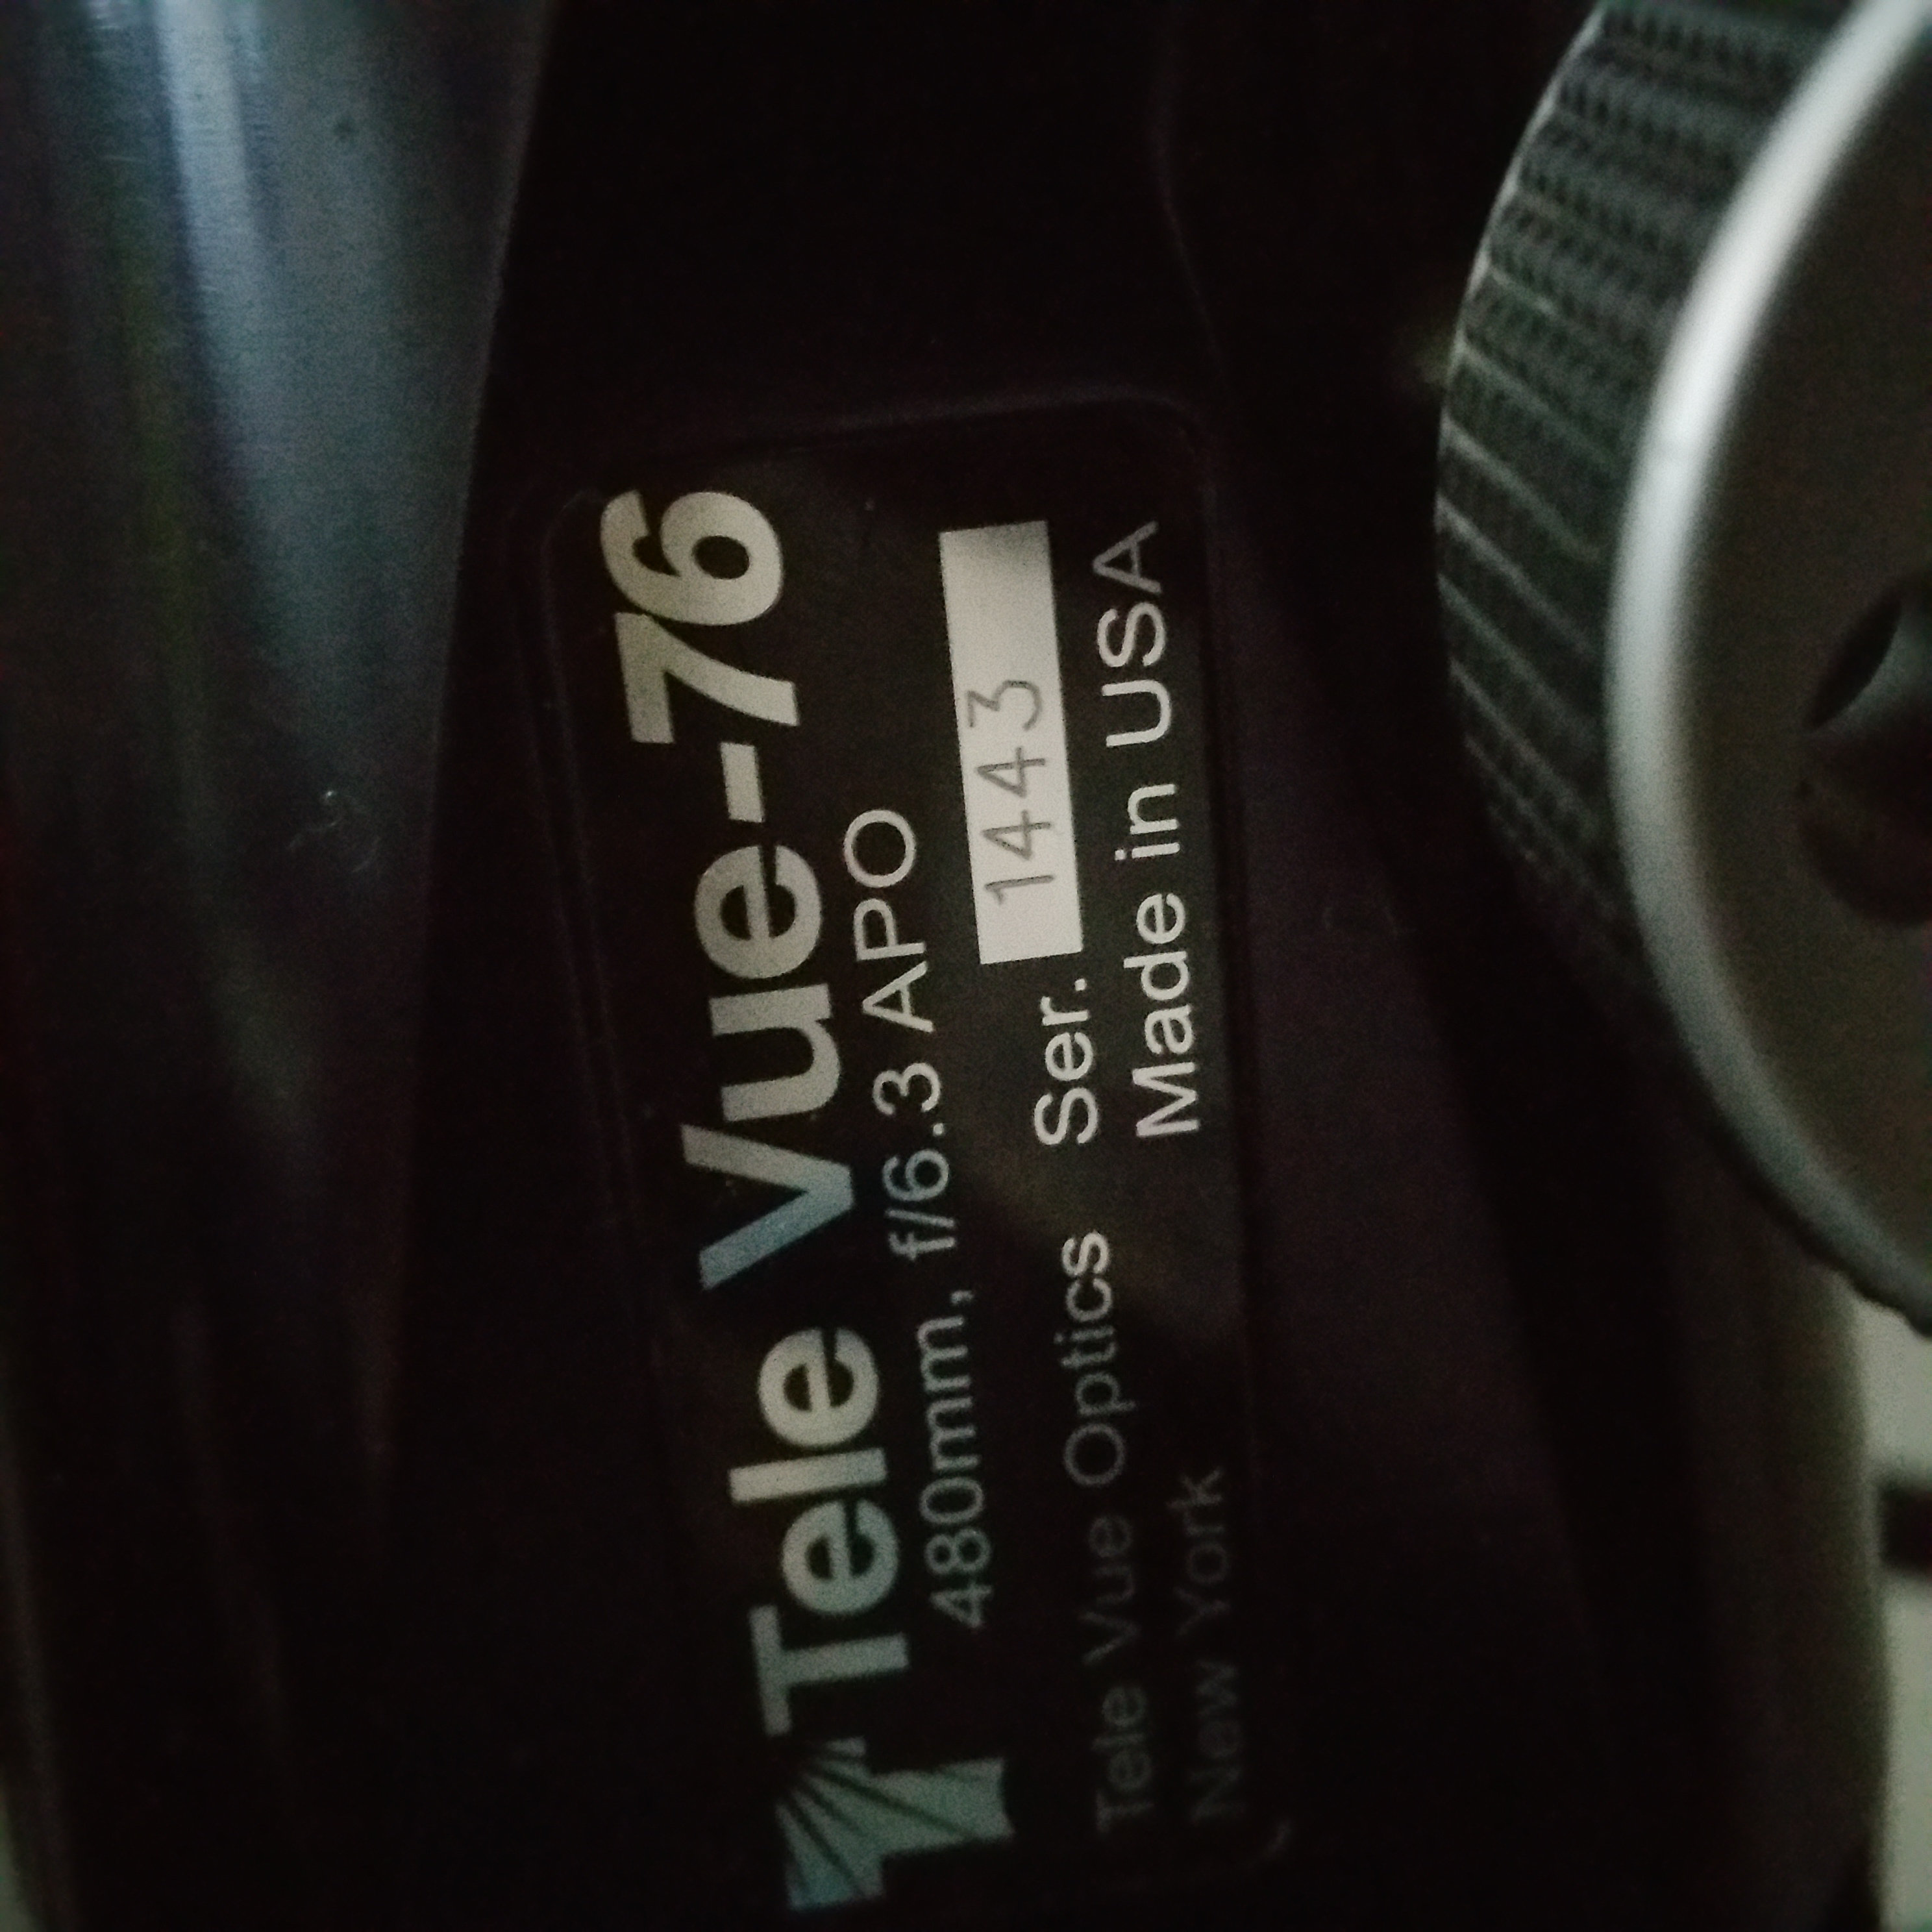 Tele Vue-76
480mm, f/6.3 APO
Tele Vue Optics Ser. 1443
New York Made in USA